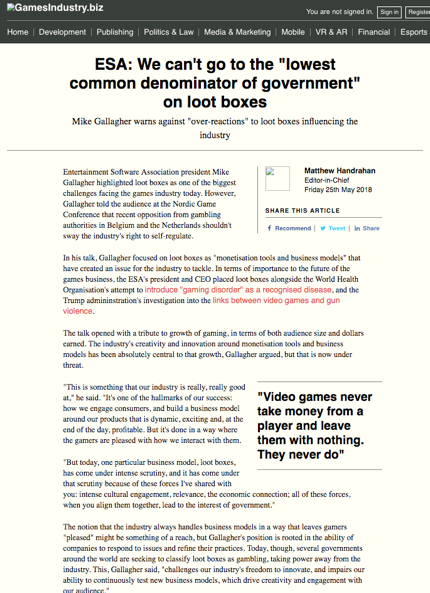 GamesIndustry.biz
You are not signed in. Sign in Register
Home | Development | Publishing | Politics & Law | Media & Marketing | Mobile | VR & AR | Financial | Esports
ESA: We can't go to the "lowest
common denominator of government"
on loot boxes
Mike Gallagher warns against "over-reactions" to loot boxes influencing the
industry
Entertainment Software Association president Mike
Gallagher highlighted loot boxes as one of the biggest
challenges facing the games industry today. However,
Gallagher told the audience at the Nordic Game
Conference that recent opposition from gambling
authorities in Belgium and the Netherlands shouldn't
sway the industry's right to self-regulate.
Matthew Handrahan
Editor-in-Chief
Friday 25th May 2018
SHARE THIS ARTICLE
Recommend | Tweet | Share
In his talk, Gallagher focused on loot boxes as "monetisation tools and business models" that
have created an issue for the industry to tackle. In terms of importance to the future of the
games business, the ESA's president and CEO placed loot boxes alongside the World Health
Organisation's attempt to introduce "gaming disorder" as a recognised disease, and the
Trump admininstration's investigation into the links between video games and gun
violence.
The talk opened with a tribute to growth of gaming, in terms of both audience size and dollars
earned. The industry's creativity and innovation around monetisation tools and business
models has been absolutely central to that growth, Gallagher argued, but that is now under
threat.
"This is something that our industry is really, really good
at," he said. "It's one of the hallmarks of our success:
how we engage consumers, and build a business model
around our products that is dynamic, exciting and, at the
end of the day, profitable. But it's done in a way where
the gamers are pleased with how we interact with them.
"Video games never
take money from a
player and leave
them with nothing.
They never do"
"But today, one particular business model, loot boxes,
has come under intense scrutiny, and it has come under
that scrutiny because of these forces I've shared with
you: intense cultural engagement, relevance, the economic connection; all of these forces,
when you align them together, lead to the interest of government."
The notion that the industry always handles business models in a way that leaves gamers
"pleased" might be something of a reach, but Gallagher's position is rooted in the ability of
companies to respond to issues and refine their practices. Today, though, several governments
around the world are seeking to classify loot boxes as gambling, taking power away from the
industry. This, Gallagher said, "challenges our industry's freedom to innovate, and impairs our
ability to continuously test new business models, which drive creativity and engagement with
our audience."